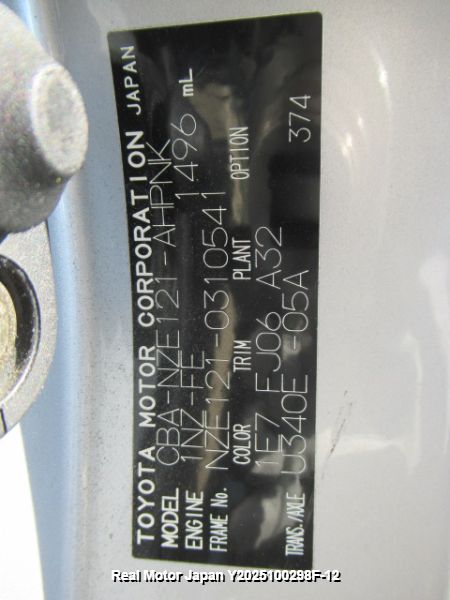 TOYOTA MOTOR CORPORATION JAPAN
MODEL CBA-NZE121-AHPNK
ENGINE 1NZ-FE 1496 mL
FRAME No. NZE121-0310541
COLOR TRIM PLANT OPTION
1E7 FJ06 A32 374
TRANS./AXLE U340E -05A
Real Motor Japan Y2025100298F-12